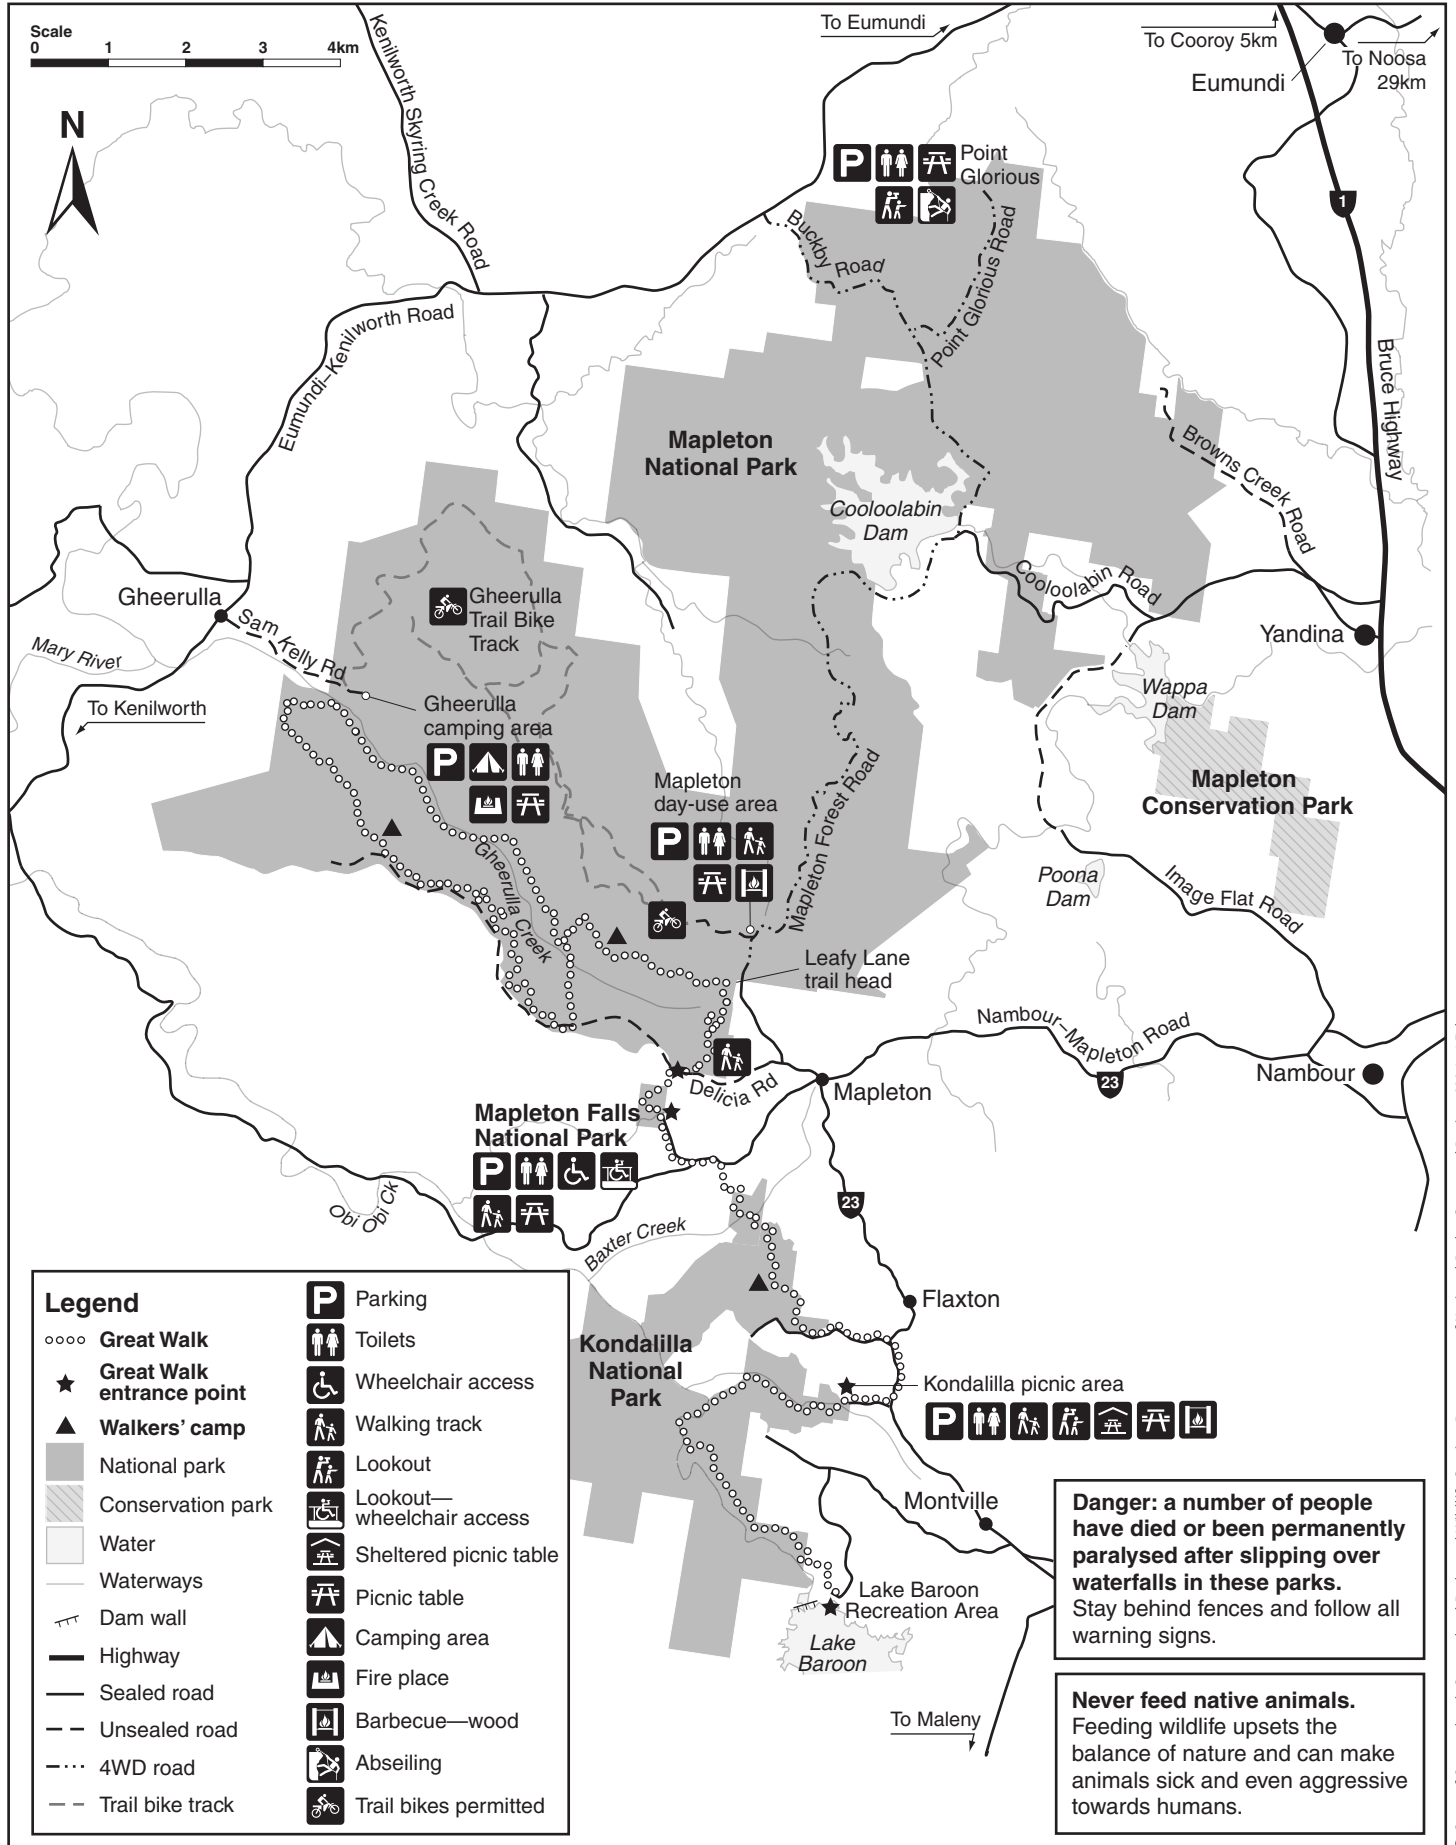 Scale
0 1 2 3 4km
N
Kenilworth Skyring Creek Road
To Eumundi
To Cooroy 5km
Eumundi
To Noosa
29km
Point
Glorious
1
Buckby Road
Point Glorious Road
Eumundi–Kenilworth Road
Bruce Highway
Mapleton
National Park
Browns Creek Road
Cooloolabin
Dam
Cooloolabin Road
Gheerulla
Gheerulla
Trail Bike
Track
Sam Kelly Rd
Mary River
Yandina
To Kenilworth
Gheerulla
camping area
Wappa
Dam
Mapleton
day-use area
Mapleton Forest Road
Mapleton
Conservation Park
Gheerulla Creek
Poona
Dam
Image Flat Road
Leafy Lane
trail head
Nambour–Mapleton Road
23
Nambour
Delicia Rd
Mapleton
Mapleton Falls
National Park
23
Obi Obi Ck
Baxter Creek
Flaxton
Kondalilla
National
Park
Kondalilla picnic area
Montville
Lake Baroon
Recreation Area
Lake
Baroon
To Maleny
Legend
Great Walk
Great Walk
entrance point
Walkers' camp
National park
Conservation park
Water
Waterways
Dam wall
Highway
Sealed road
Unsealed road
4WD road
Trail bike track
Parking
Toilets
Wheelchair access
Walking track
Lookout
Lookout—
wheelchair access
Sheltered picnic table
Picnic table
Camping area
Fire place
Barbecue—wood
Abseiling
Trail bikes permitted
Danger: a number of people
have died or been permanently
paralysed after slipping over
waterfalls in these parks.
Stay behind fences and follow all
warning signs.
Never feed native animals.
Feeding wildlife upsets the
balance of nature and can make
animals sick and even aggressive
towards humans.